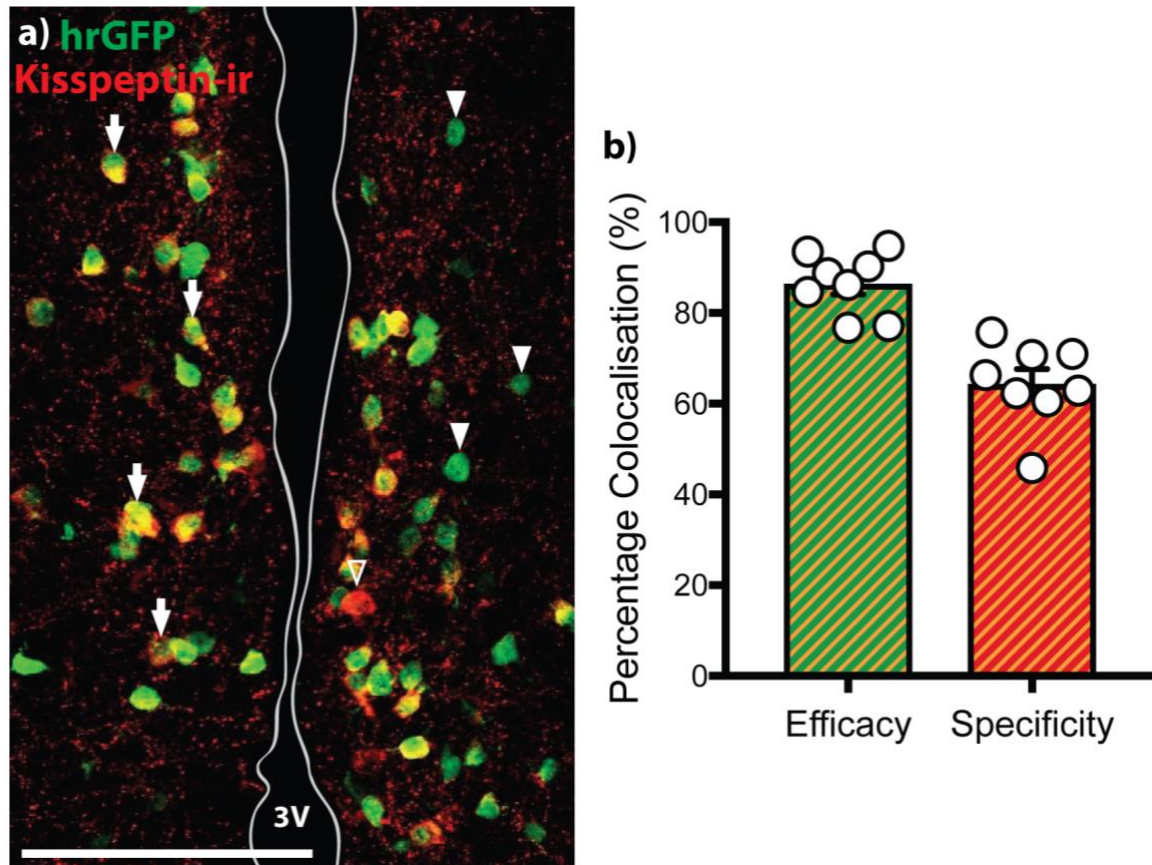 a) hrGFP
Kisspeptin-ir
3V
b)
Percentage Colocalisation (%)
100
80
60
40
20
0
Efficacy Specificity